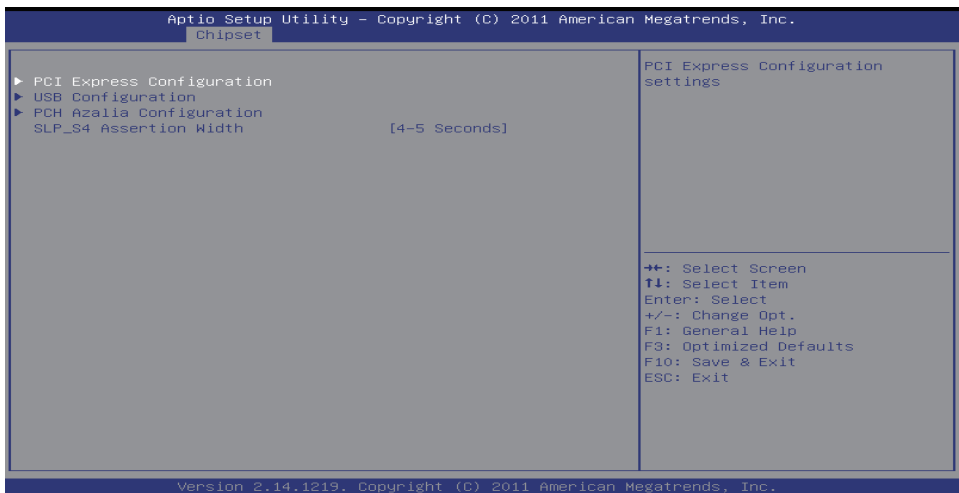 Aptio Setup Utility – Copyright (C) 2011 American Megatrends, Inc.
Chipset
▶ PCI Express Configuration
▶ USB Configuration
▶ PCH Azalia Configuration
SLP_S4 Assertion Width [4-5 Seconds]
PCI Express Configuration
settings
→←: Select Screen
↑↓: Select Item
Enter: Select
+/-: Change Opt.
F1: General Help
F3: Optimized Defaults
F10: Save & Exit
ESC: Exit
Version 2.14.1219. Copyright (C) 2011 American Megatrends, Inc.